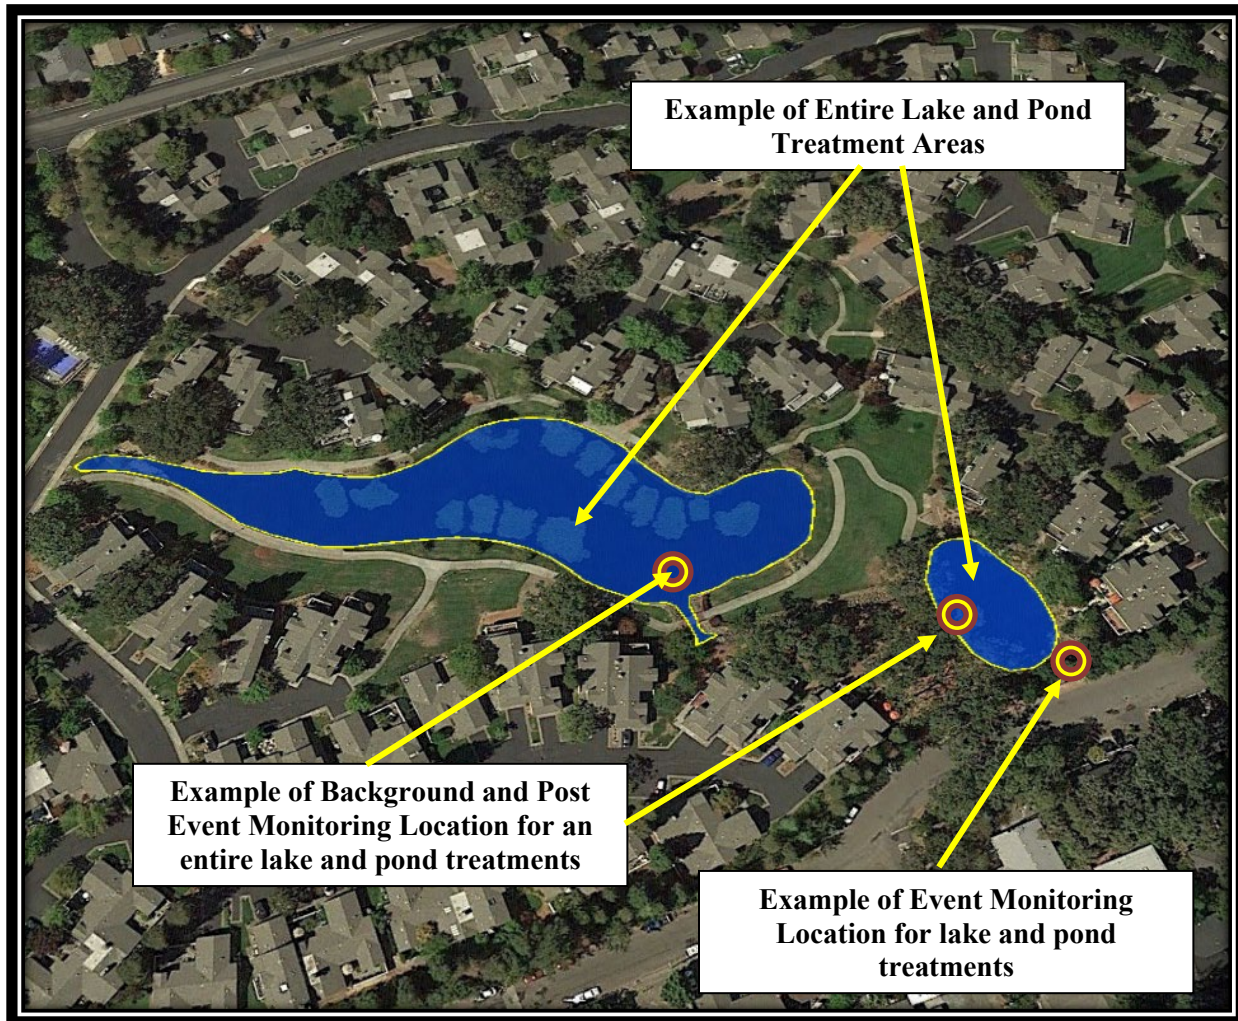 Example of Entire Lake and Pond
Treatment Areas
Example of Background and Post
Event Monitoring Location for an
entire lake and pond treatments
Example of Event Monitoring
Location for lake and pond
treatments